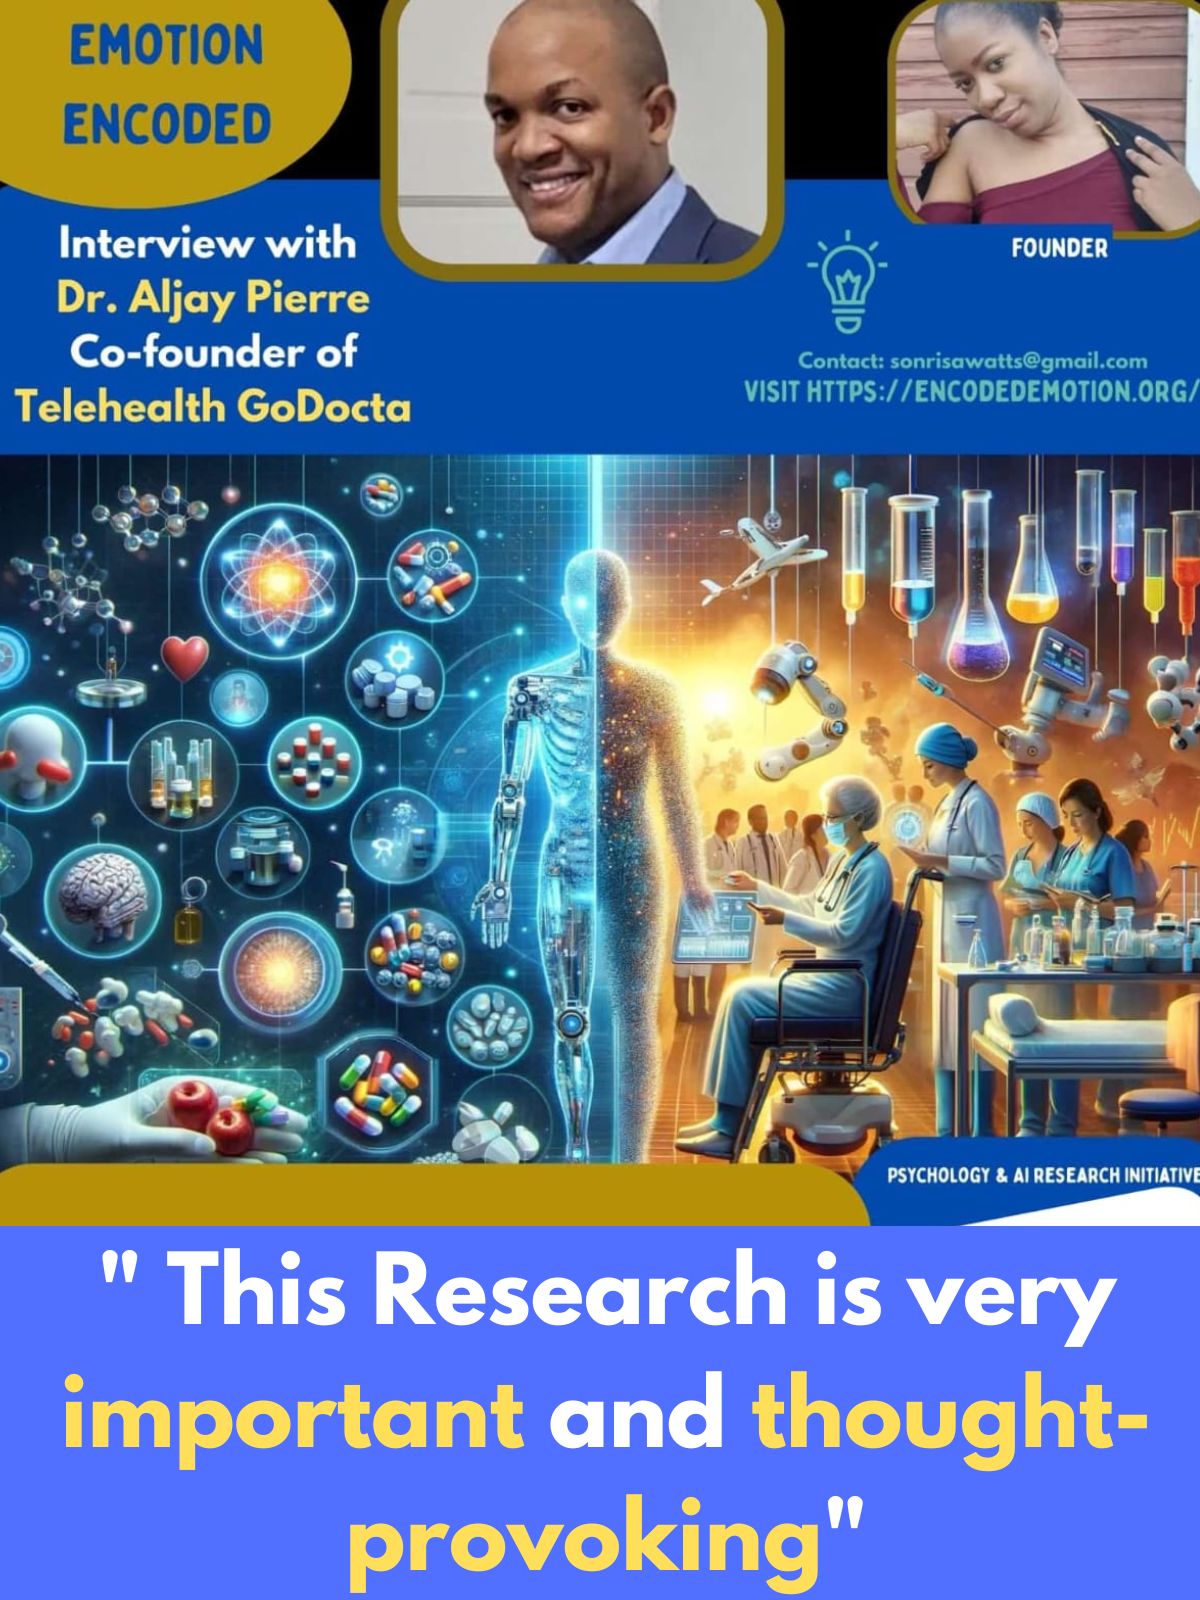 EMOTION
ENCODED
Interview with
Dr. Aljay Pierre
Co-founder of
Telehealth GoDocta
FOUNDER
Contact: sonrisawatts@gmail.com
VISIT HTTPS://ENCODEDEMOTION.ORG/
PSYCHOLOGY & AI RESEARCH INITIATIVE
" This Research is very
important and thought-
provoking"